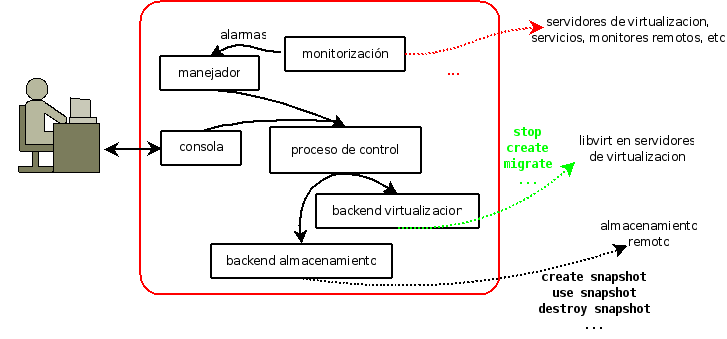 servidores de virtualizacion,
servicios, monitores remotos, etc
alarmas
monitorización
manejador
...
consola
proceso de control
stop
create
migrate
...
libvirt en servidores
de virtualizacion
backend virtualizacion
almacenamiento
remoto
backend almacenamiento
create snapshot
use snapshot
destroy snapshot
...